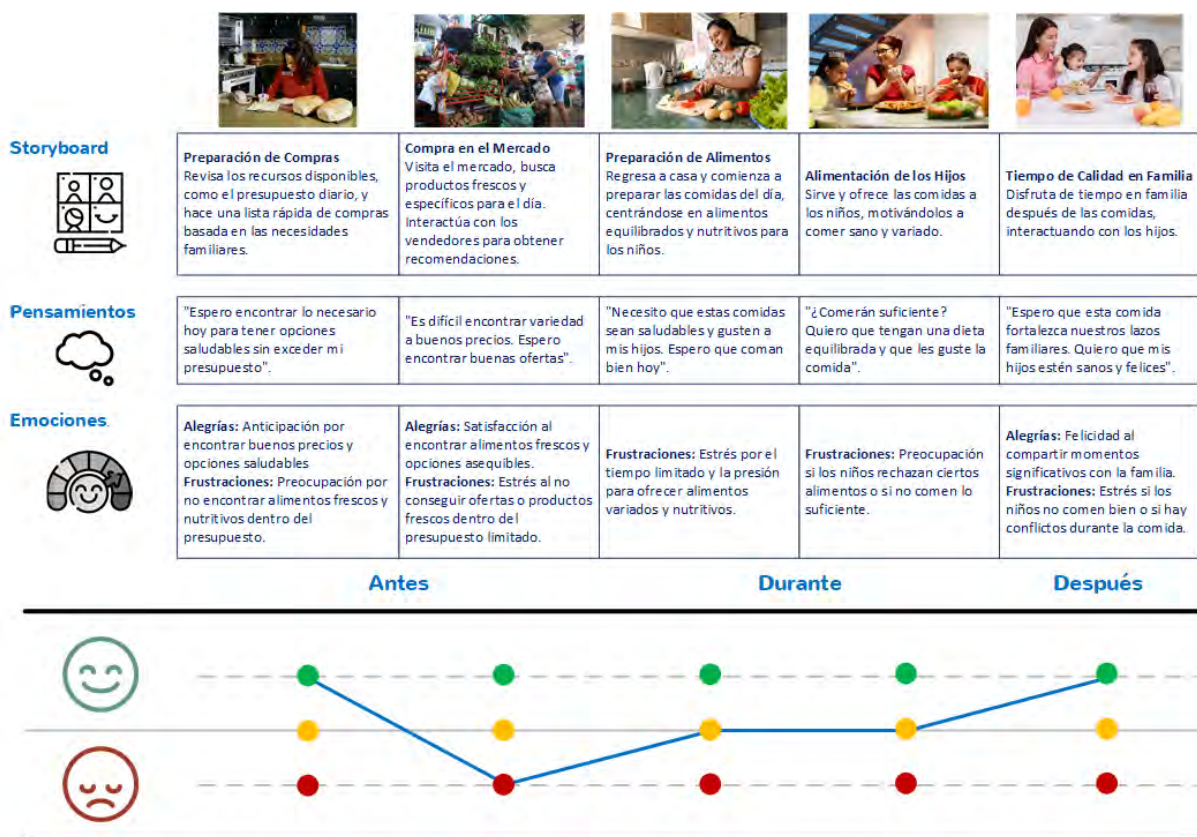 Storyboard
Preparación de Compras
Revisa los recursos disponibles,
como el presupuesto diario, y
hace una lista rápida de compras
basada en las necesidades
familiares.
Compra en el Mercado
Visita el mercado, busca
productos frescos y
específicos para el día.
Interactúa con los
vendedores para obtener
recomendaciones.
Preparación de Alimentos
Regresa a casa y comienza a
preparar las comidas del día,
centrándose en alimentos
equilibrados y nutritivos para
los niños.
Alimentación de los Hijos
Sirve y ofrece las comidas a
los niños, motivándolos a
comer sano y variado.
Tiempo de Calidad en Familia
Disfruta de tiempo en familia
después de las comidas,
interactuando con los hijos.
Pensamientos
"Espero encontrar lo necesario
hoy para tener opciones
saludables sin exceder mi
presupuesto".
"Es difícil encontrar variedad
a buenos precios. Espero
encontrar buenas ofertas".
"Necesito que estas comidas
sean saludables y gusten a
mis hijos. Espero que coman
bien hoy".
"¿Comerán suficiente?
Quiero que tengan una dieta
equilibrada y que les guste la
comida".
"Espero que esta comida
fortalezca nuestros lazos
familiares. Quiero que mis
hijos estén sanos y felices".
Emociones.
Alegrías: Anticipación por
encontrar buenos precios y
opciones saludables
Frustraciones: Preocupación por
no encontrar alimentos frescos y
nutritivos dentro del
presupuesto.
Alegrías: Satisfacción al
encontrar alimentos frescos y
opciones asequibles.
Frustraciones: Estrés al no
conseguir ofertas o productos
frescos dentro del
presupuesto limitado.
Frustraciones: Estrés por el
tiempo limitado y la presión
para ofrecer alimentos
variados y nutritivos.
Frustraciones: Preocupación
si los niños rechazan ciertos
alimentos o si no comen lo
suficiente.
Alegrías: Felicidad al
compartir momentos
significativos con la familia.
Frustraciones: Estrés si los
niños no comen bien o si hay
conflictos durante la comida.
Antes
Durante
Después